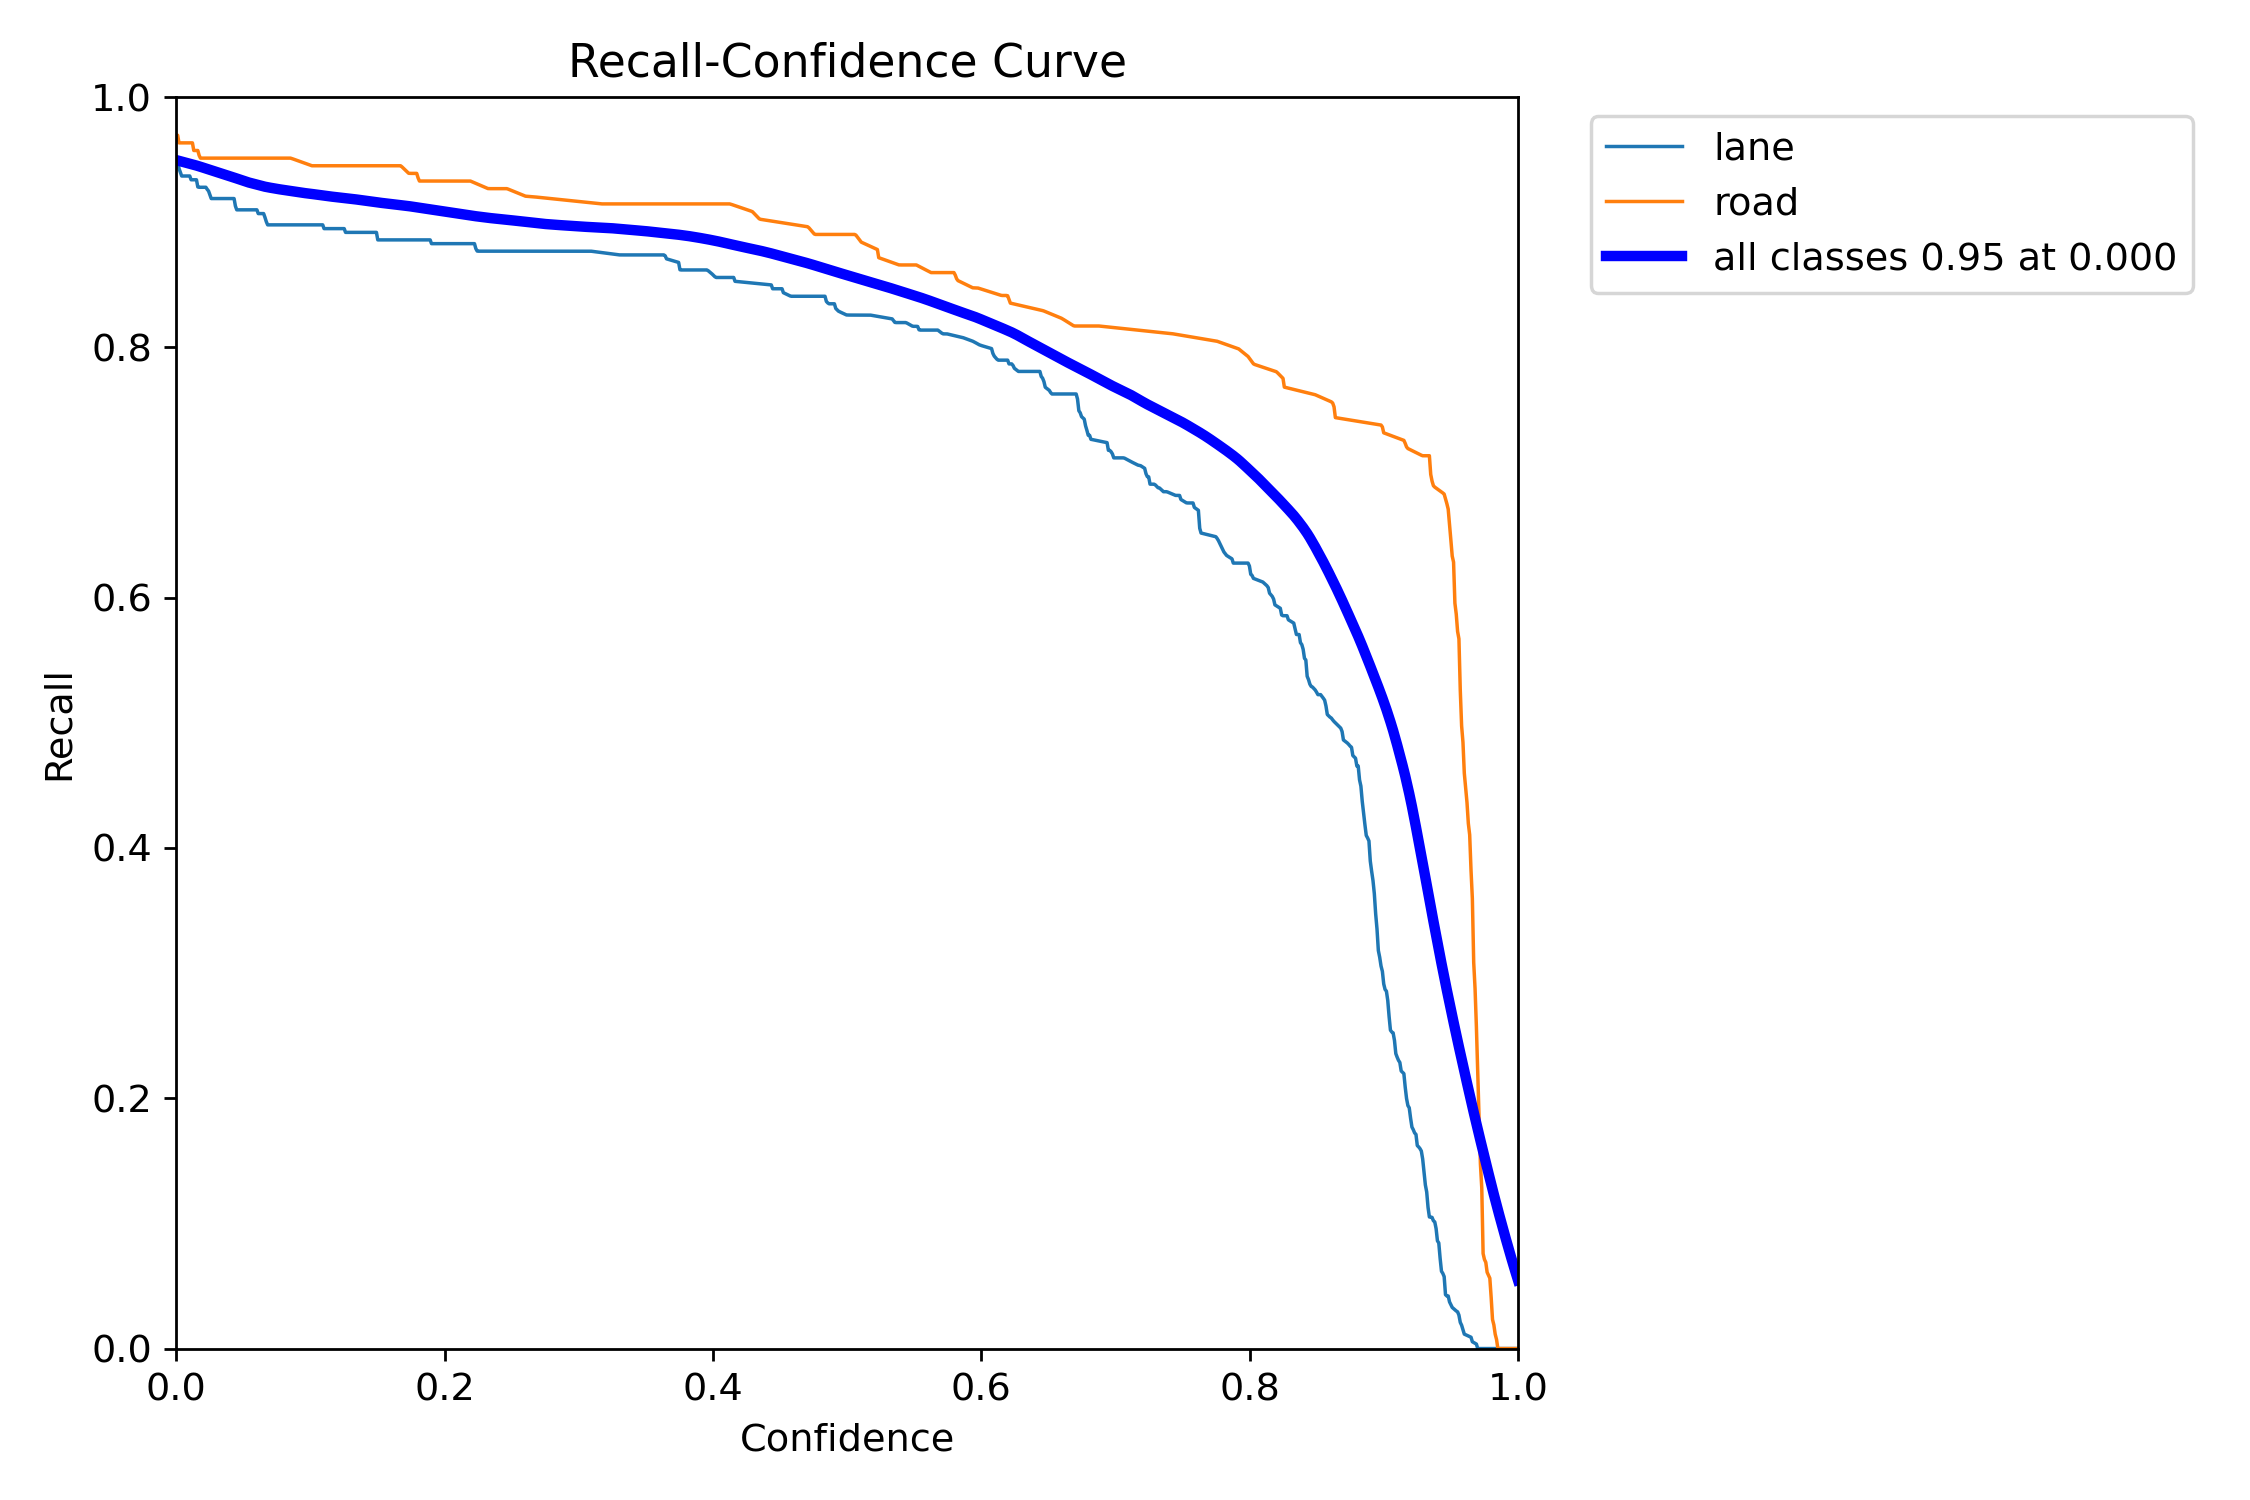 Recall-Confidence Curve
1.0
0.8
0.6
0.4
0.2
0.0
Recall
0.0 0.2 0.4 0.6 0.8 1.0
Confidence
lane
road
all classes 0.95 at 0.000